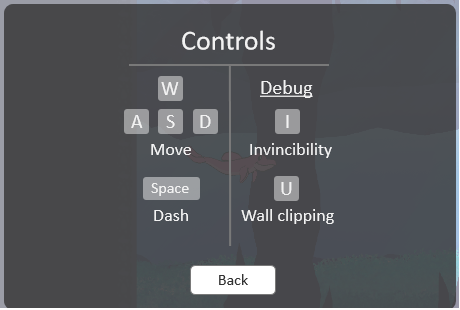 Controls
W
A S D
Move
Space
Dash
Debug
I
Invincibility
U
Wall clipping
Back